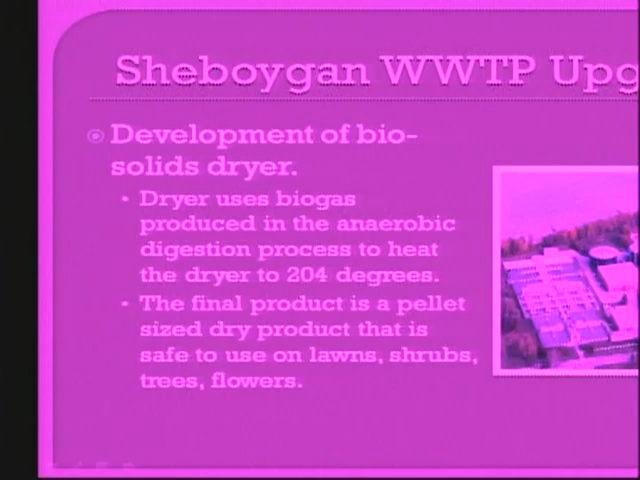 Sheboygan WWTP Upg
Development of bio-
solids dryer.
Dryer uses biogas
produced in the anaerobic
digestion process to heat
the dryer to 204 degrees.
The final product is a pellet
sized dry product that is
safe to use on lawns, shrubs,
trees, flowers.